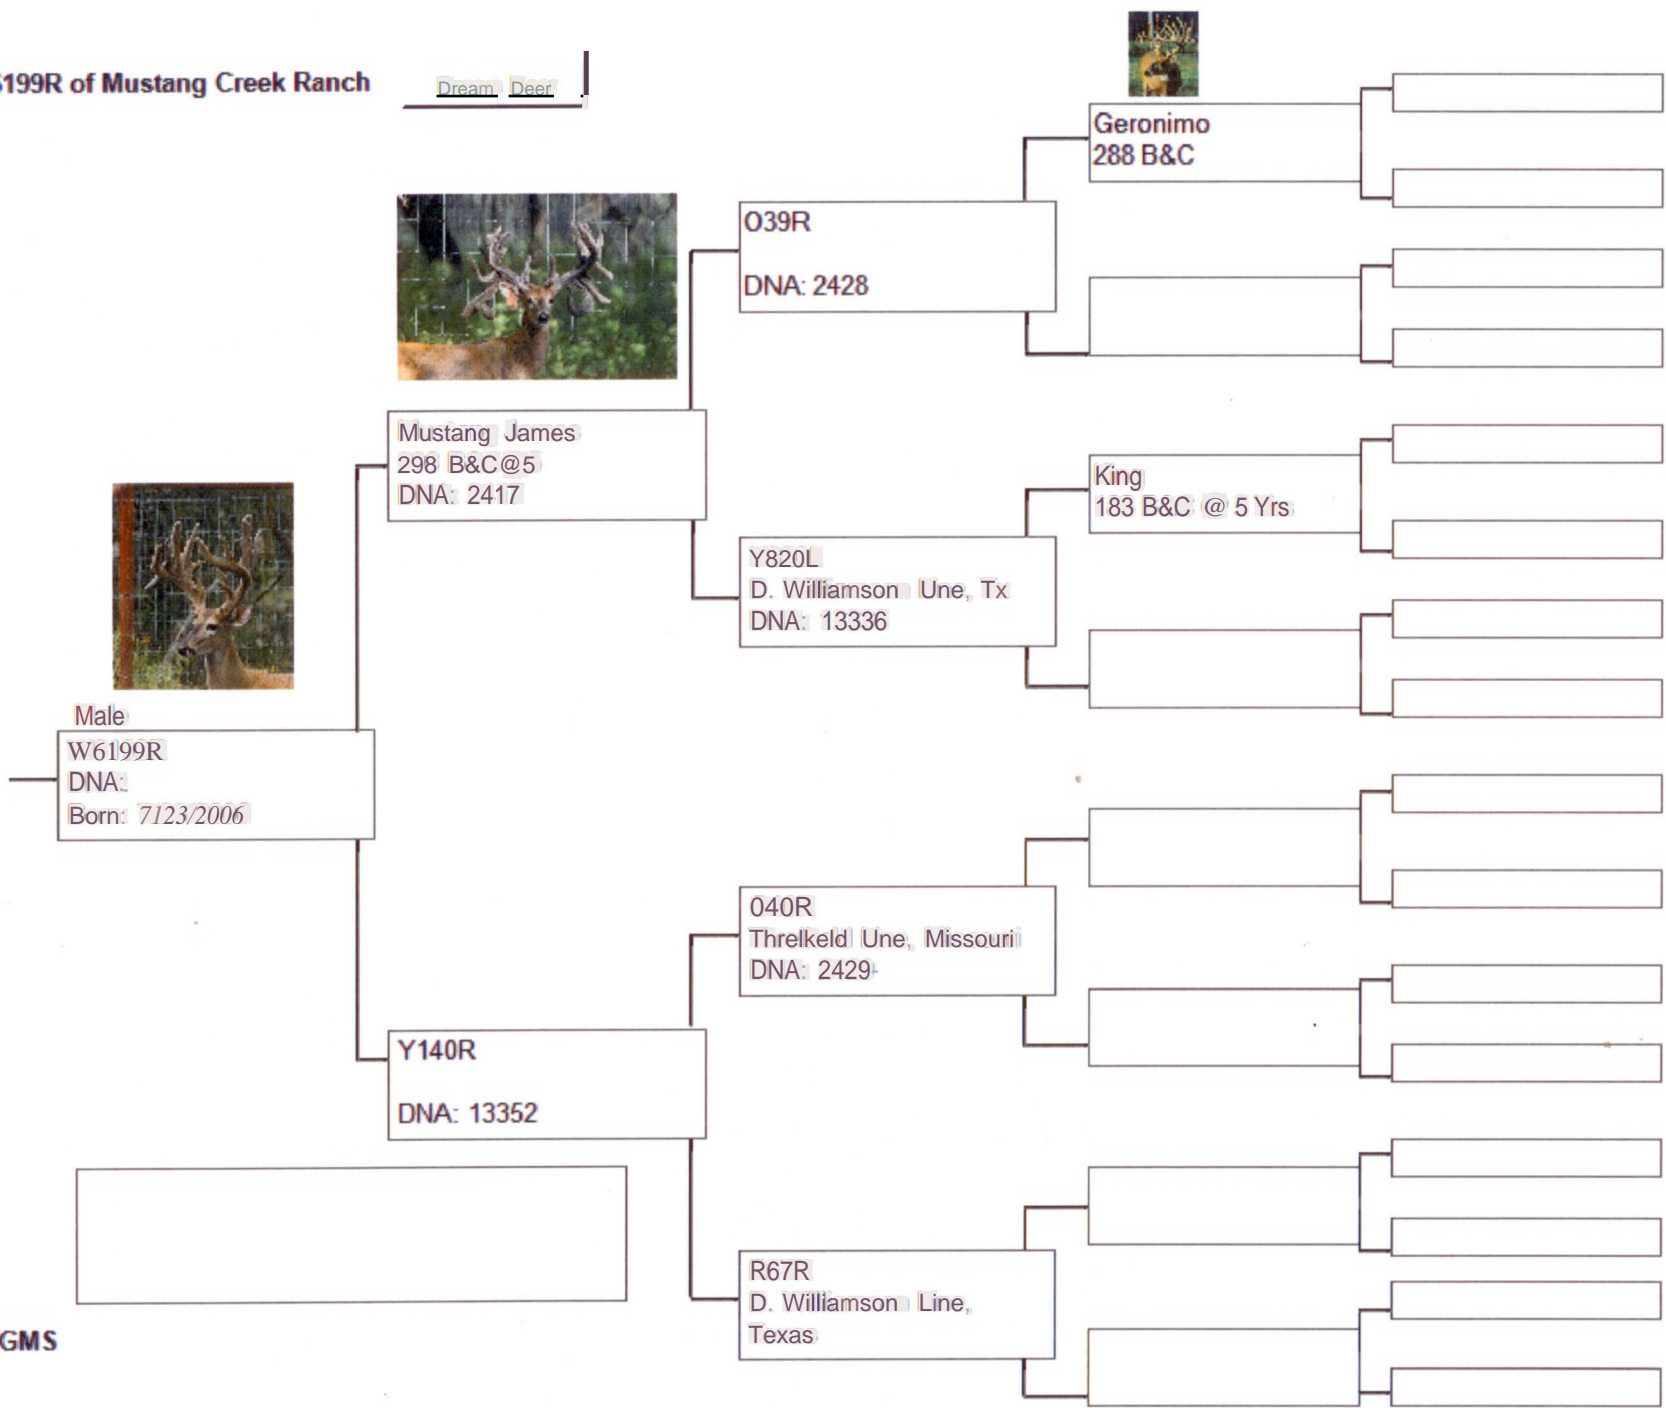 6199R of Mustang Creek Ranch
Dream Deer
Geronimo
288 B&C
O39R
DNA: 2428
Mustang James
298 B&C@5
DNA: 2417
King
183 B&C @ 5 Yrs
Y820L
D. Williamson Une, Tx
DNA: 13336
Male
W6199R
DNA:
Born: 7123/2006
040R
Threlkeld Une, Missouri
DNA: 2429
Y140R
DNA: 13352
R67R
D. Williamson Line,
Texas
GMS